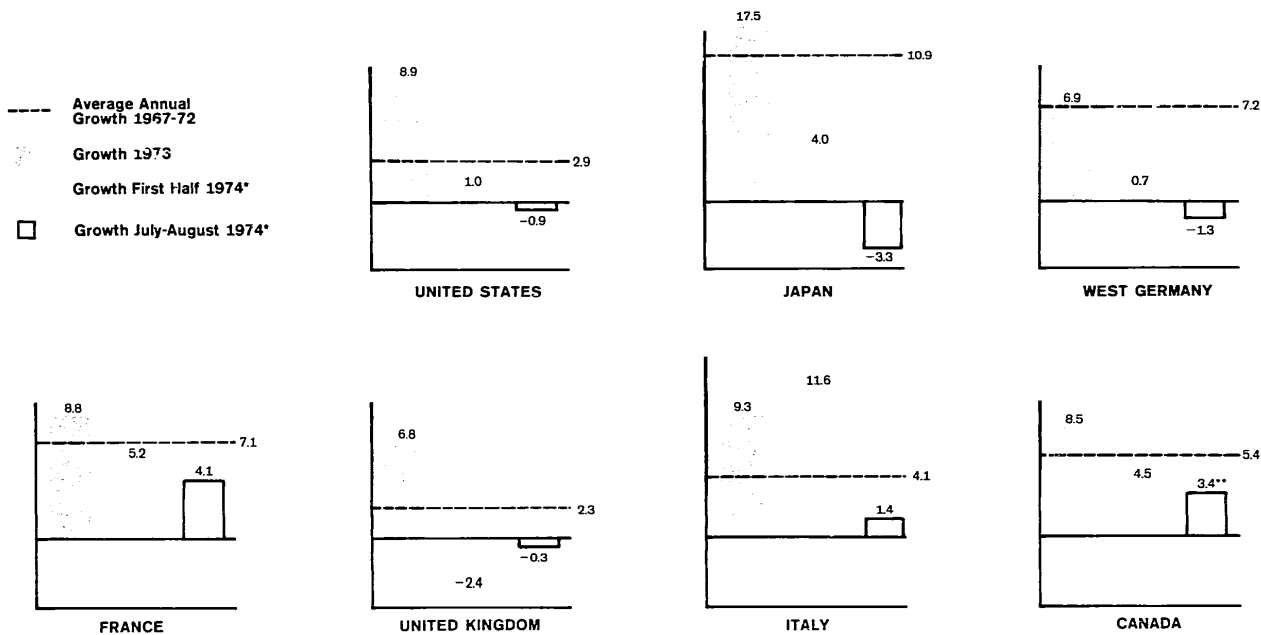 Average Annual
Growth 1967-72
Growth 1973
Growth First Half 1974*
Growth July-August 1974*
8.9
2.9
1.0
−0.9
UNITED STATES
17.5
10.9
4.0
−3.3
JAPAN
6.9
7.2
0.7
−1.3
WEST GERMANY
8.8
7.1
5.2
4.1
FRANCE
6.8
2.3
−0.3
−2.4
UNITED KINGDOM
11.6
9.3
4.1
1.4
ITALY
8.5
5.4
4.5
3.4**
CANADA